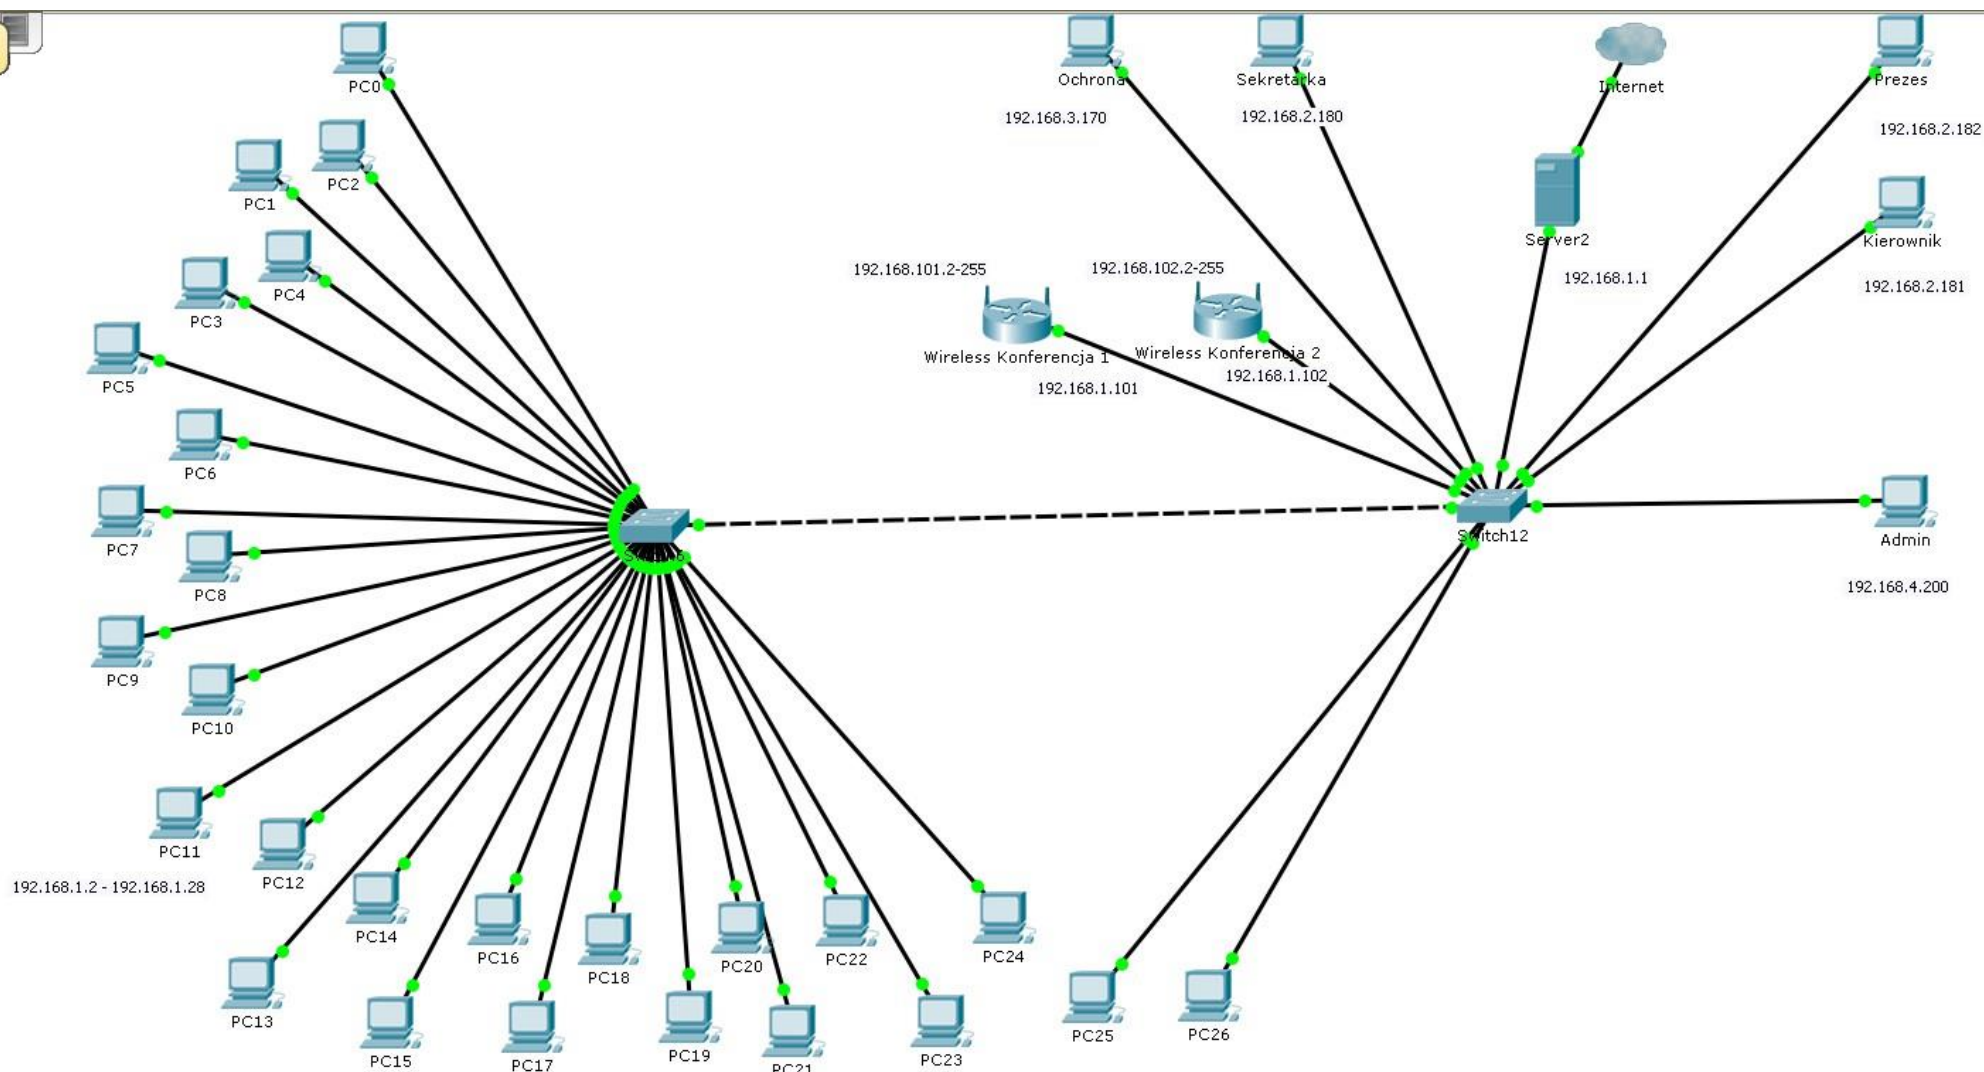 PC0
Ochrona
Sekretarka
Internet
Prezes
192.168.3.170
192.168.2.180
192.168.2.182
PC2
PC1
Server2
Kierownik
192.168.101.2-255
192.168.102.2-255
192.168.1.1
192.168.2.181
PC4
PC3
Wireless Konferencja 1
Wireless Konferencja 2
192.168.1.101
192.168.1.102
PC5
PC6
PC7
PC8
Switch12
Admin
192.168.4.200
PC9
PC10
PC11
192.168.1.2 - 192.168.1.28
PC12
PC14
PC16
PC18
PC20
PC22
PC24
PC13
PC15
PC17
PC19
PC21
PC23
PC25
PC26